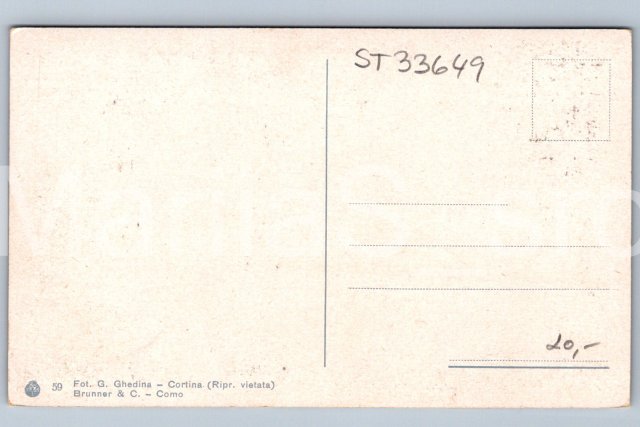 ST33649
20,-
59 Fot. G. Ghedina – Cortina (Ripr. vietata)
Brunner & C. – Como